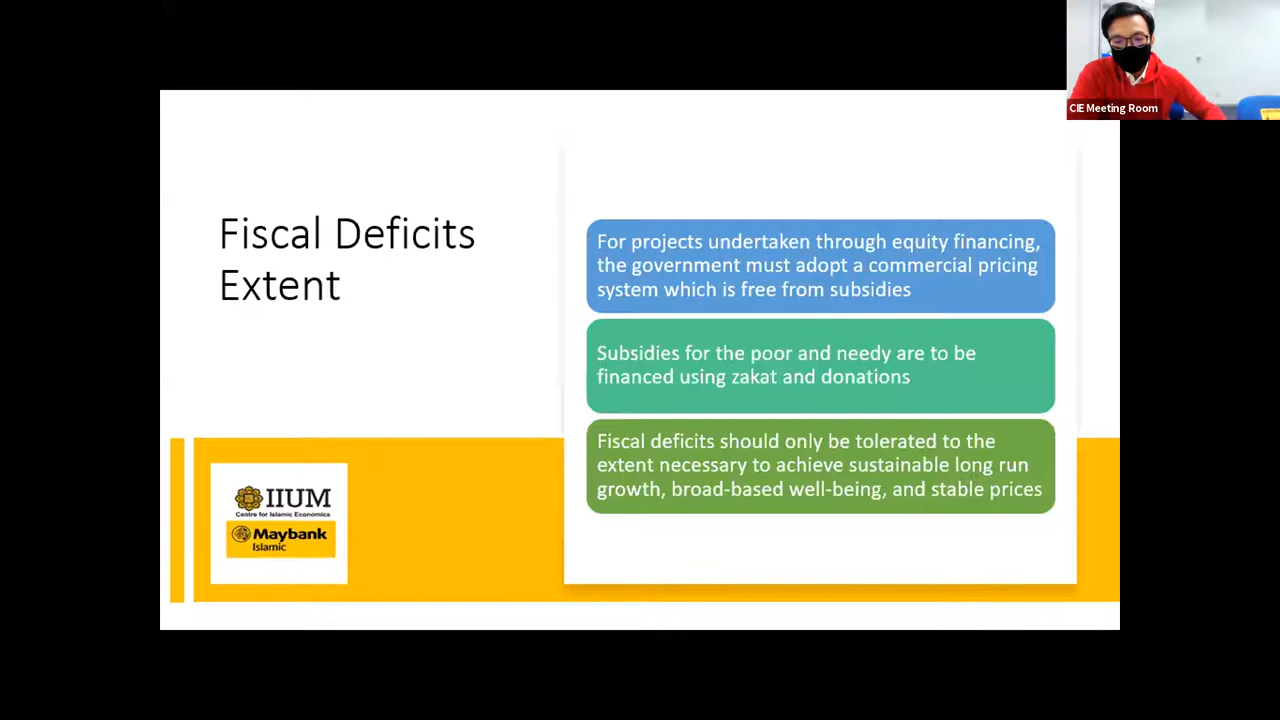 CIE Meeting Room
Fiscal Deficits
Extent
For projects undertaken through equity financing,
the government must adopt a commercial pricing
system which is free from subsidies
Subsidies for the poor and needy are to be
financed using zakat and donations
Fiscal deficits should only be tolerated to the
extent necessary to achieve sustainable long run
growth, broad-based well-being, and stable prices
IIUM
Centre for Islamic Economics
Maybank
Islamic